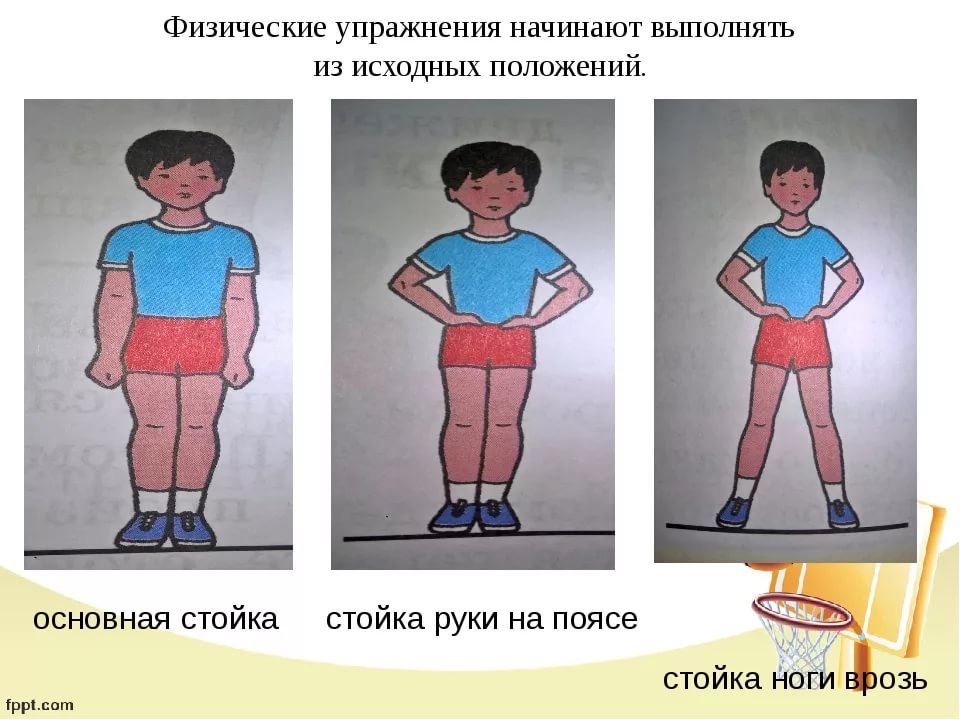 Физические упражнения начинают выполнять
из исходных положений.
основная стойка
стойка руки на поясе
стойка ноги врозь
fppt.com